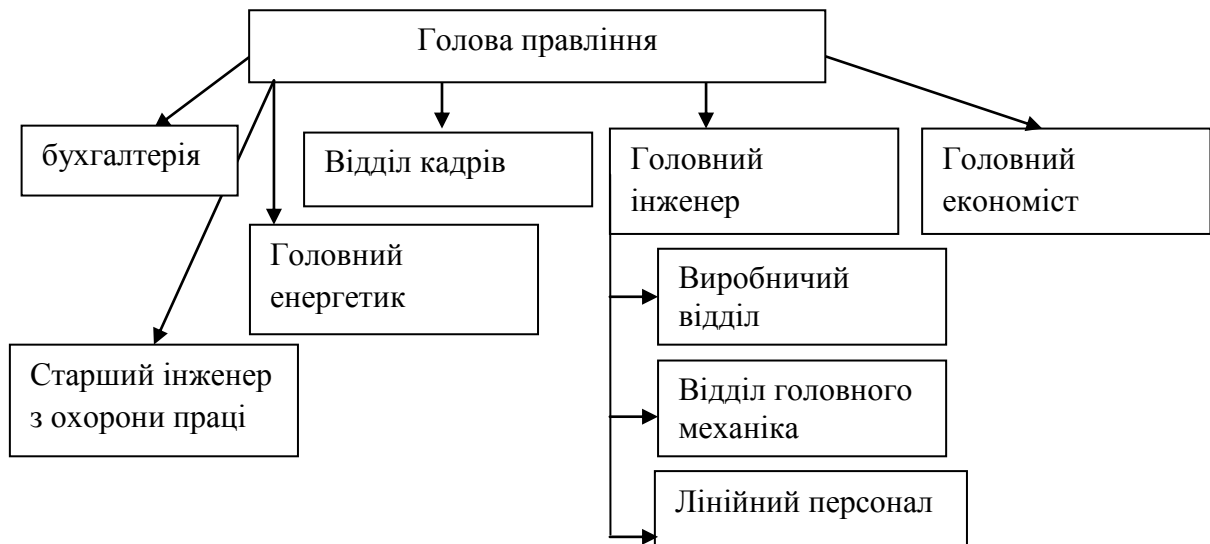 Голова правління
бухгалтерія
Відділ кадрів
Головний
інженер
Головний
економіст
Головний
енергетик
Виробничий
відділ
Старший інженер
з охорони праці
Відділ головного
механіка
Лінійний персонал